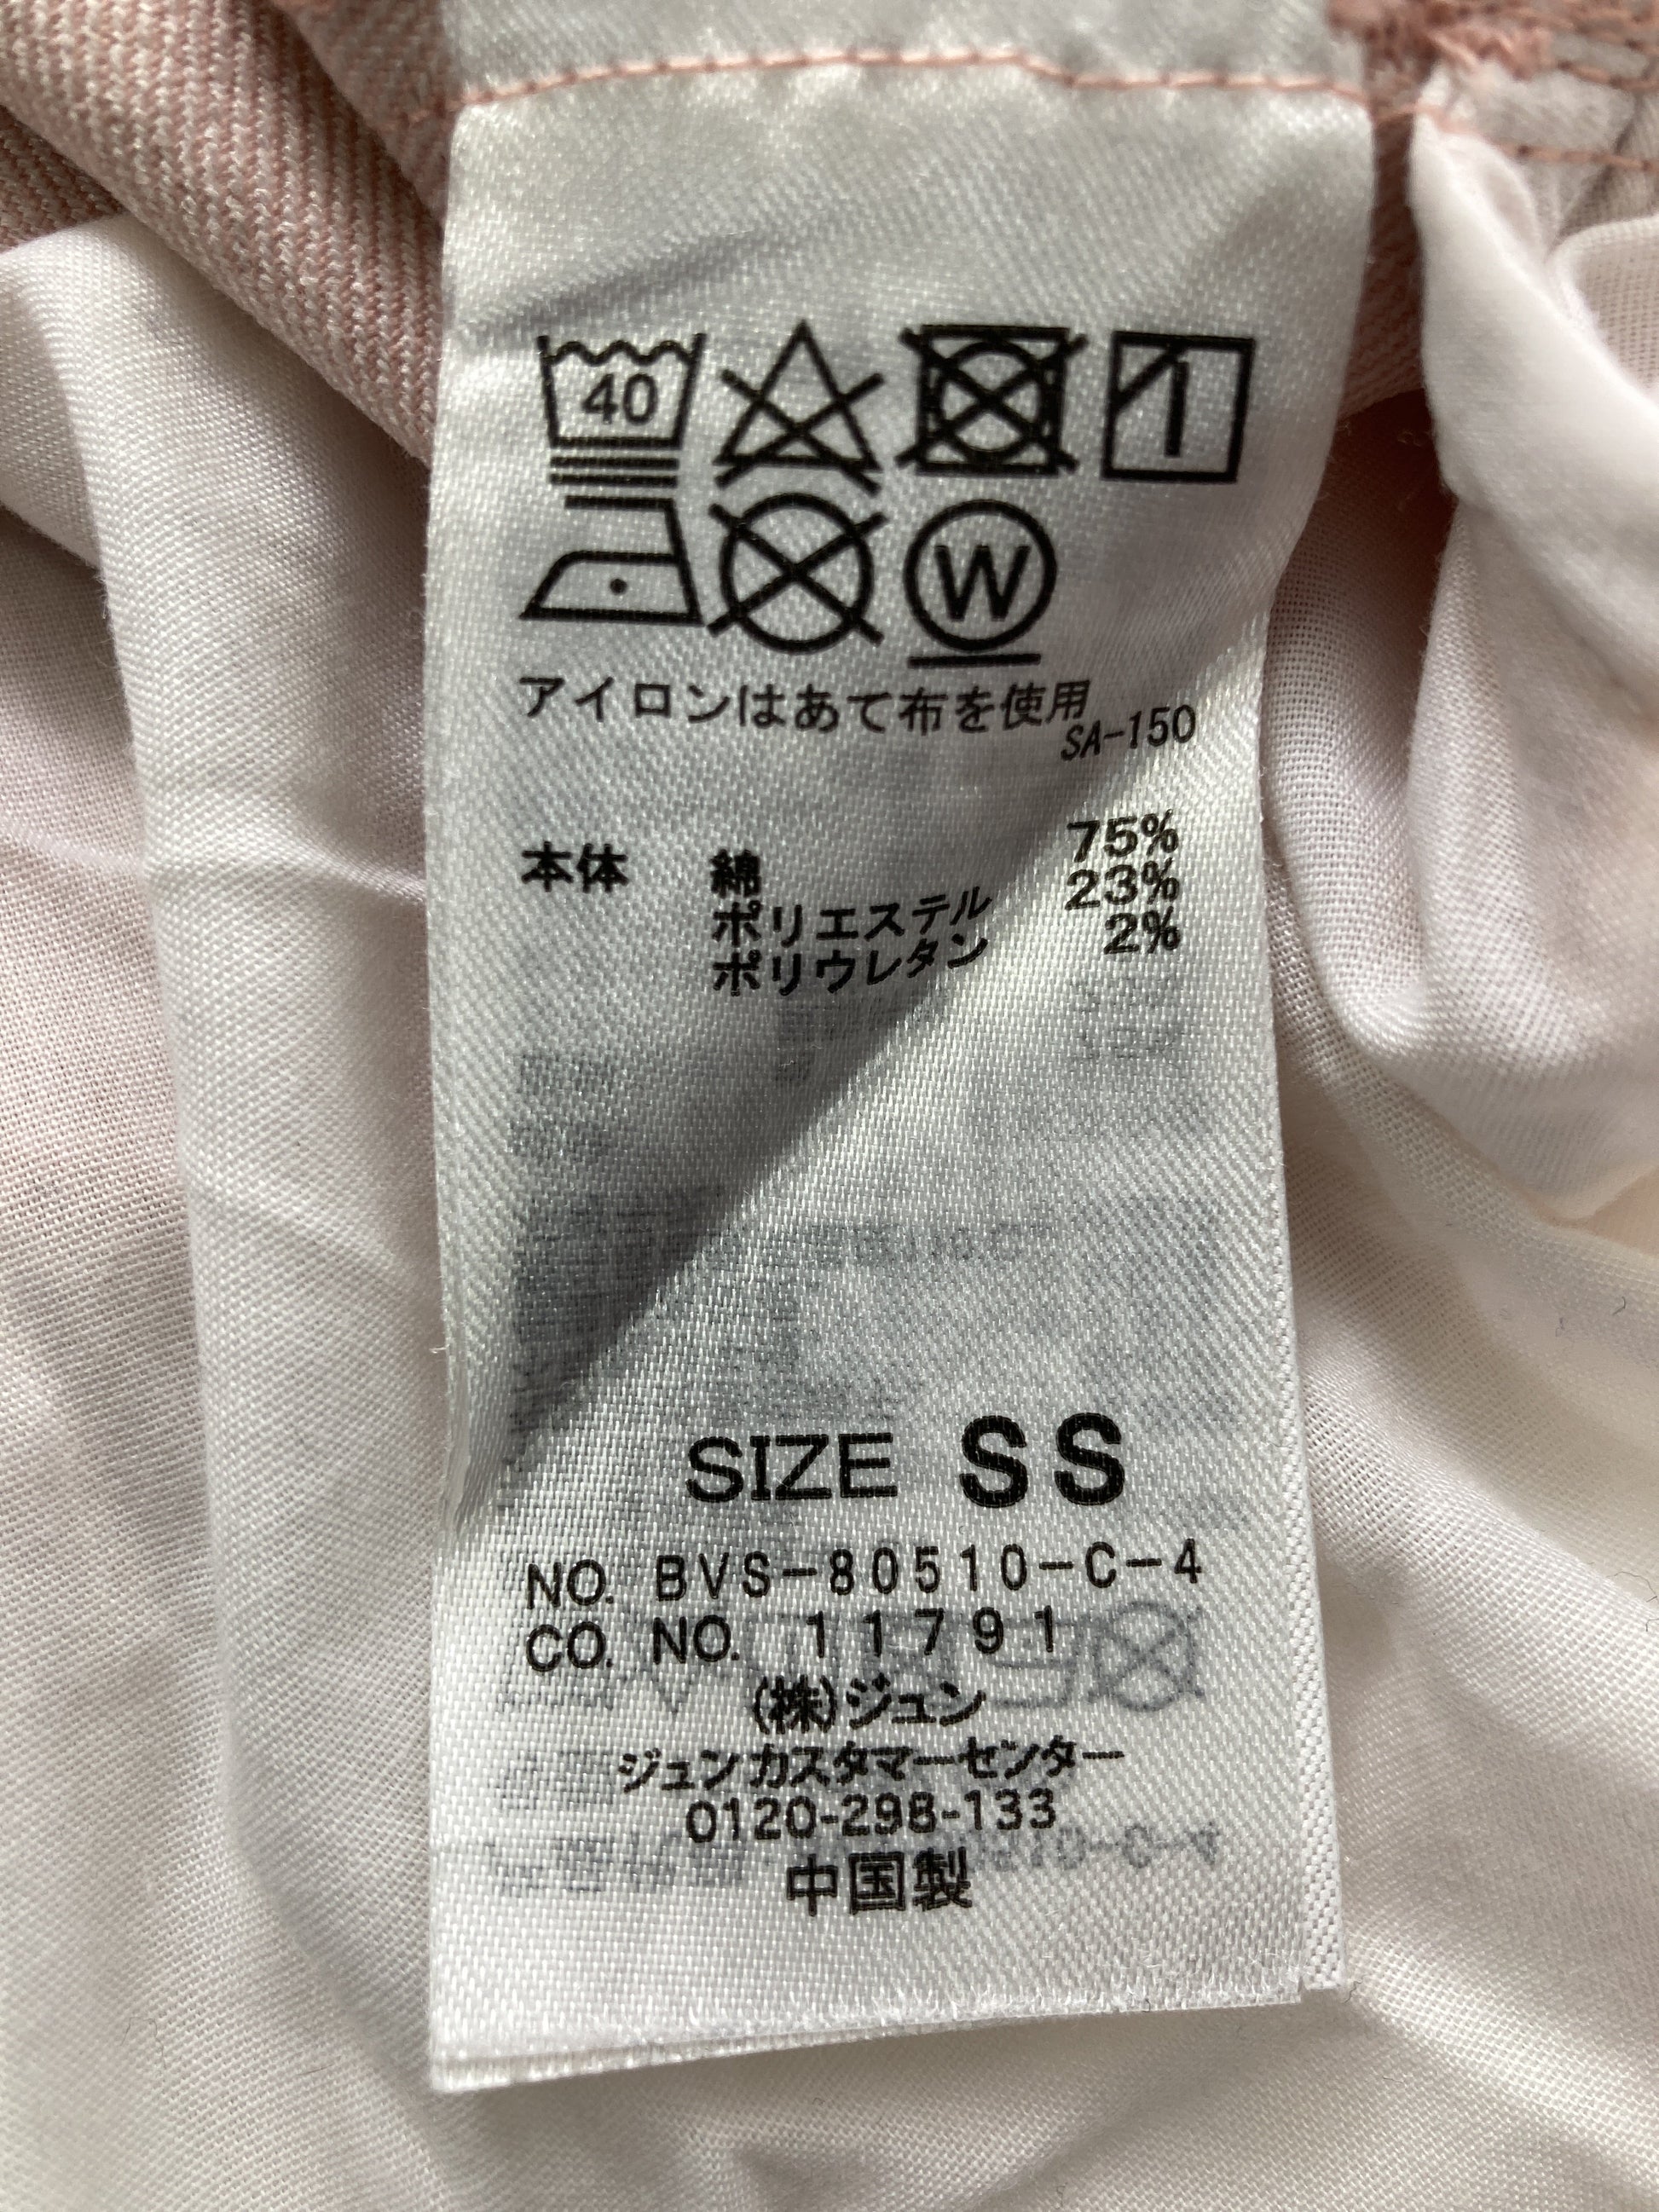 40
W
アイロンはあて布を使用
SA-150
本体 綿 75%
ポリエステル 23%
ポリウレタン 2%
SIZE SS
NO. BVS-80510-C-4
CO. NO. 11791
(株)ジュン
ジュンカスタマーセンター
0120-298-133
中国製